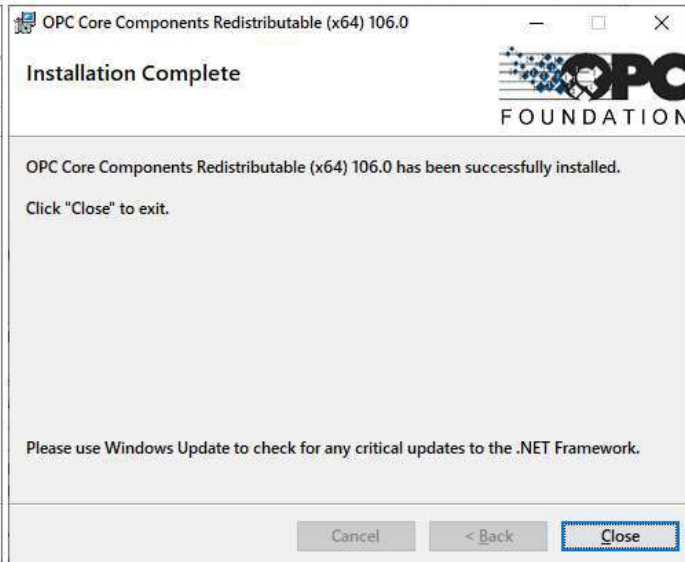 OPC Core Components Redistributable (x64) 106.0
Installation Complete
OPC
FOUNDATION
OPC Core Components Redistributable (x64) 106.0 has been successfully installed.
Click "Close" to exit.
Please use Windows Update to check for any critical updates to the .NET Framework.
Cancel < Back Close